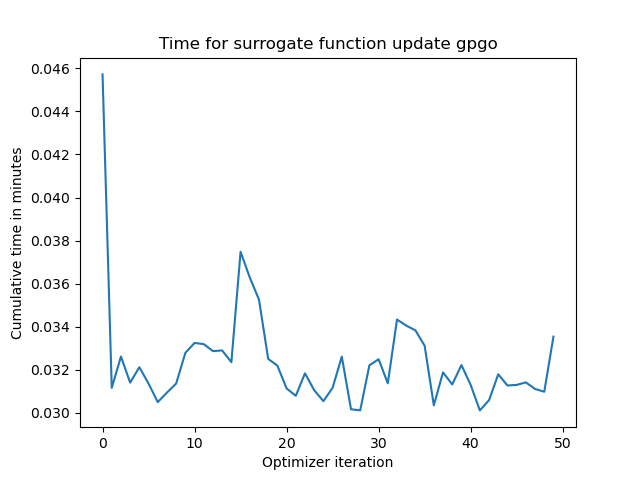 Time for surrogate function update gpgo
Cumulative time in minutes
0.046
0.044
0.042
0.040
0.038
0.036
0.034
0.032
0.030
0 10 20 30 40 50
Optimizer iteration